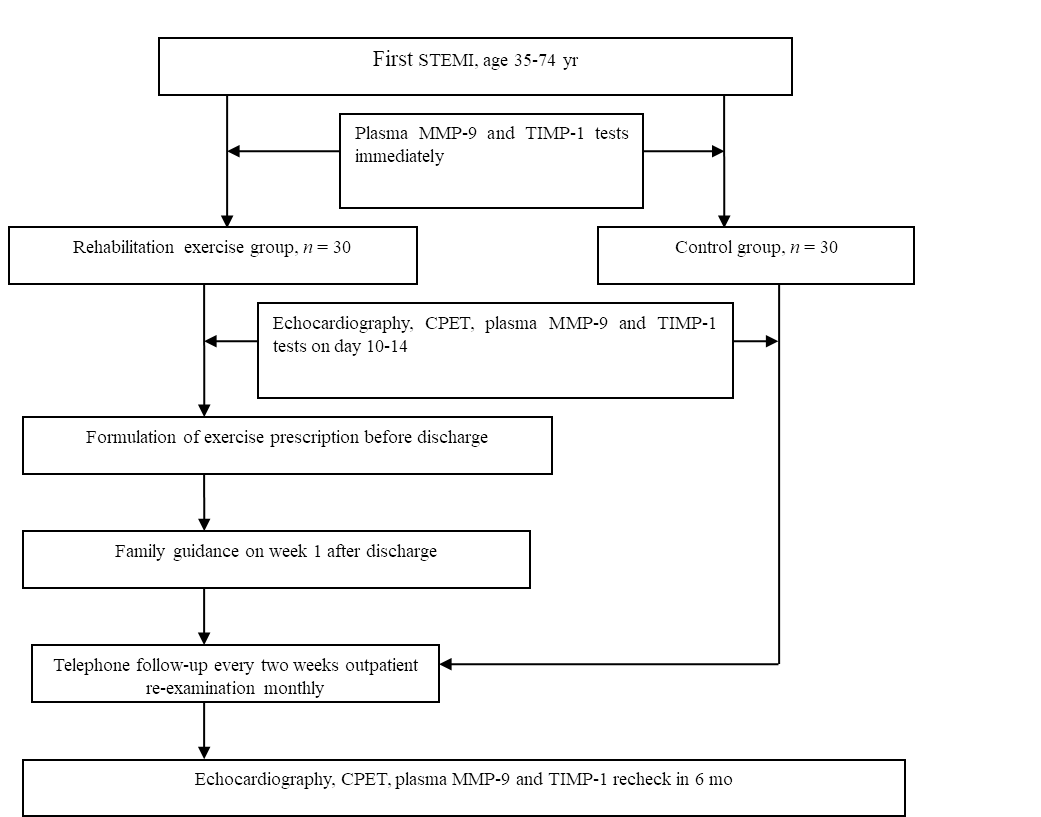 First STEMI, age 35-74 yr
Plasma MMP-9 and TIMP-1 tests
immediately
Rehabilitation exercise group, n = 30
Control group, n = 30
Echocardiography, CPET, plasma MMP-9 and TIMP-1
tests on day 10-14
Formulation of exercise prescription before discharge
Family guidance on week 1 after discharge
Telephone follow-up every two weeks outpatient
re-examination monthly
Echocardiography, CPET, plasma MMP-9 and TIMP-1 recheck in 6 mo